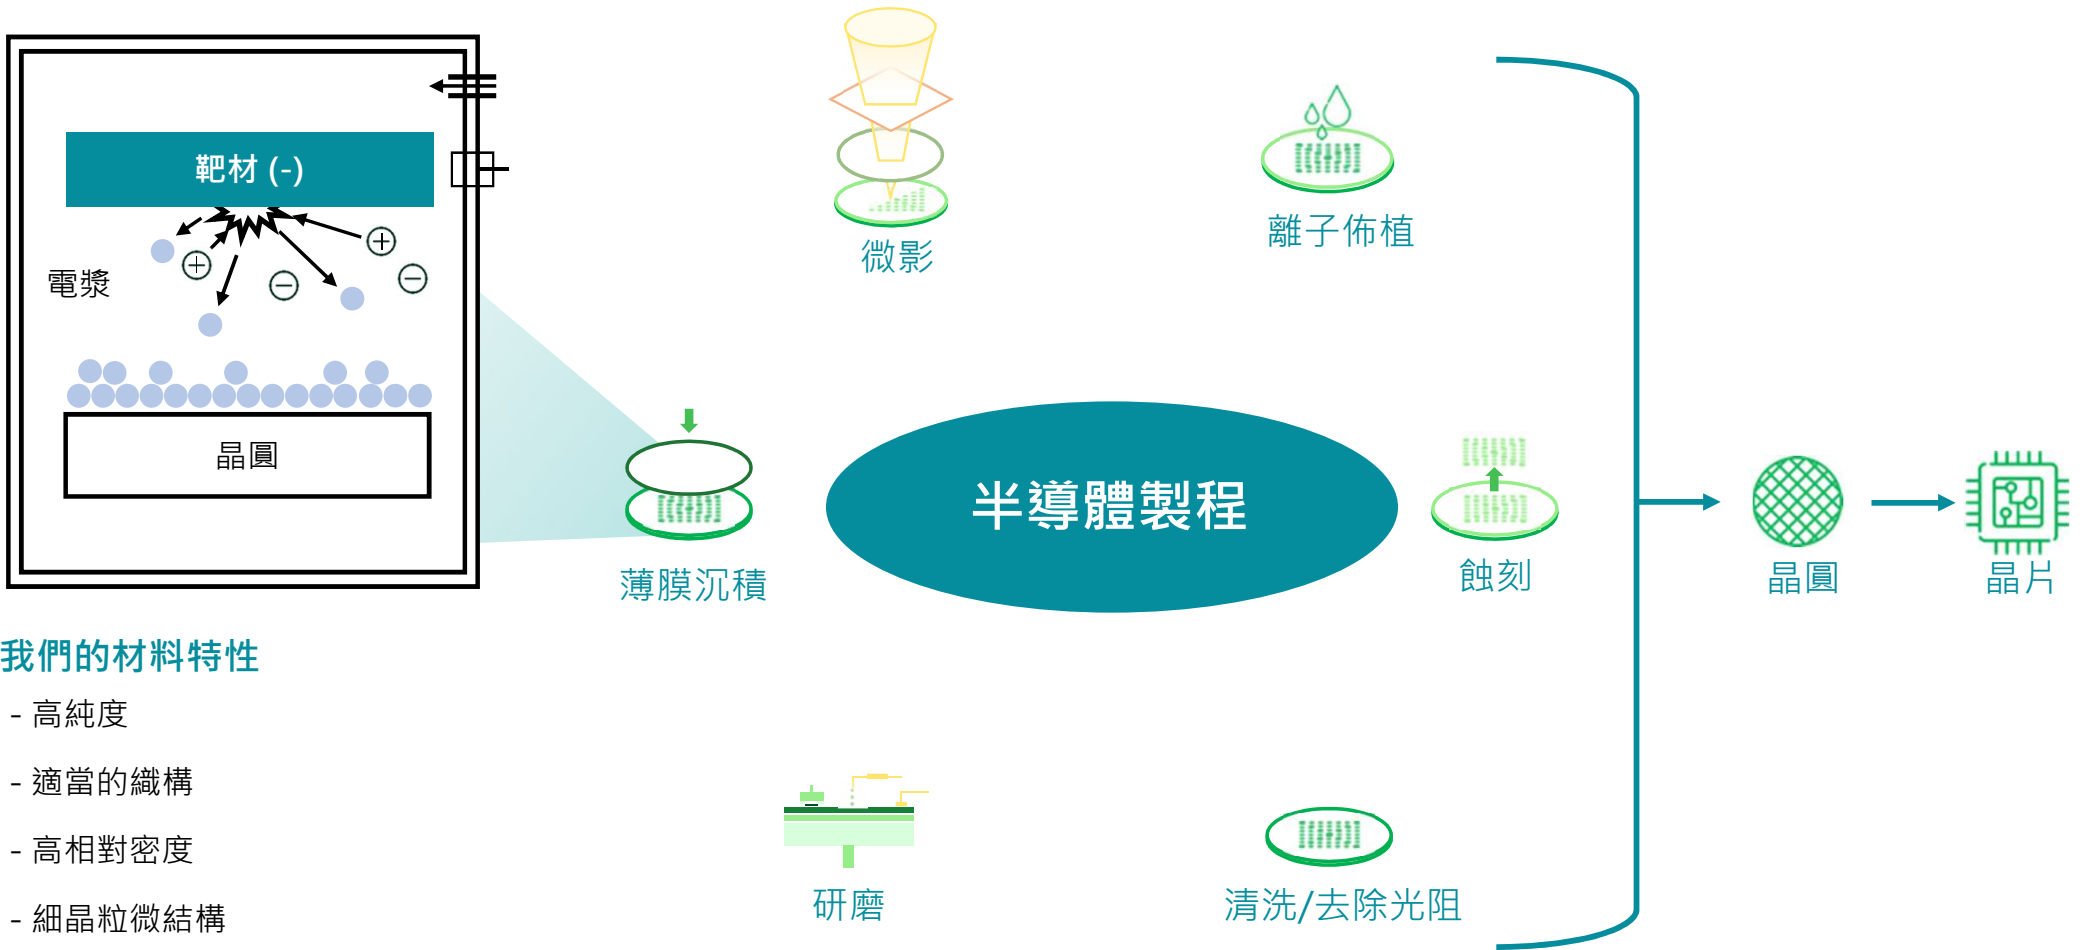 靶材 (-)
電漿
晶圓
微影
離子佈植
薄膜沉積
半導體製程
蝕刻
晶圓
晶片
研磨
清洗/去除光阻
我們的材料特性
- 高純度
- 適當的織構
- 高相對密度
- 細晶粒微結構